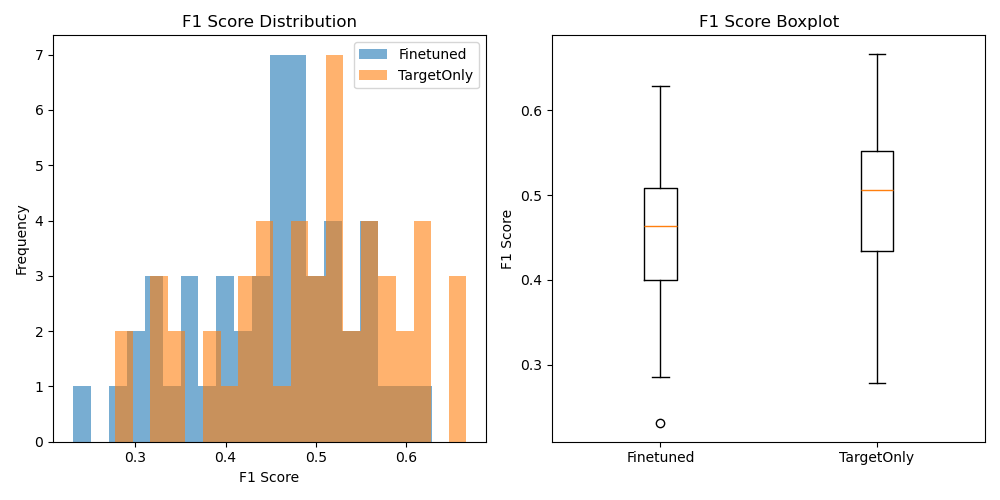 F1 Score Distribution
Finetuned
TargetOnly
7
6
5
4
3
2
1
0
Frequency
0.3 0.4 0.5 0.6
F1 Score
F1 Score Boxplot
0.6
0.5
0.4
0.3
F1 Score
Finetuned TargetOnly